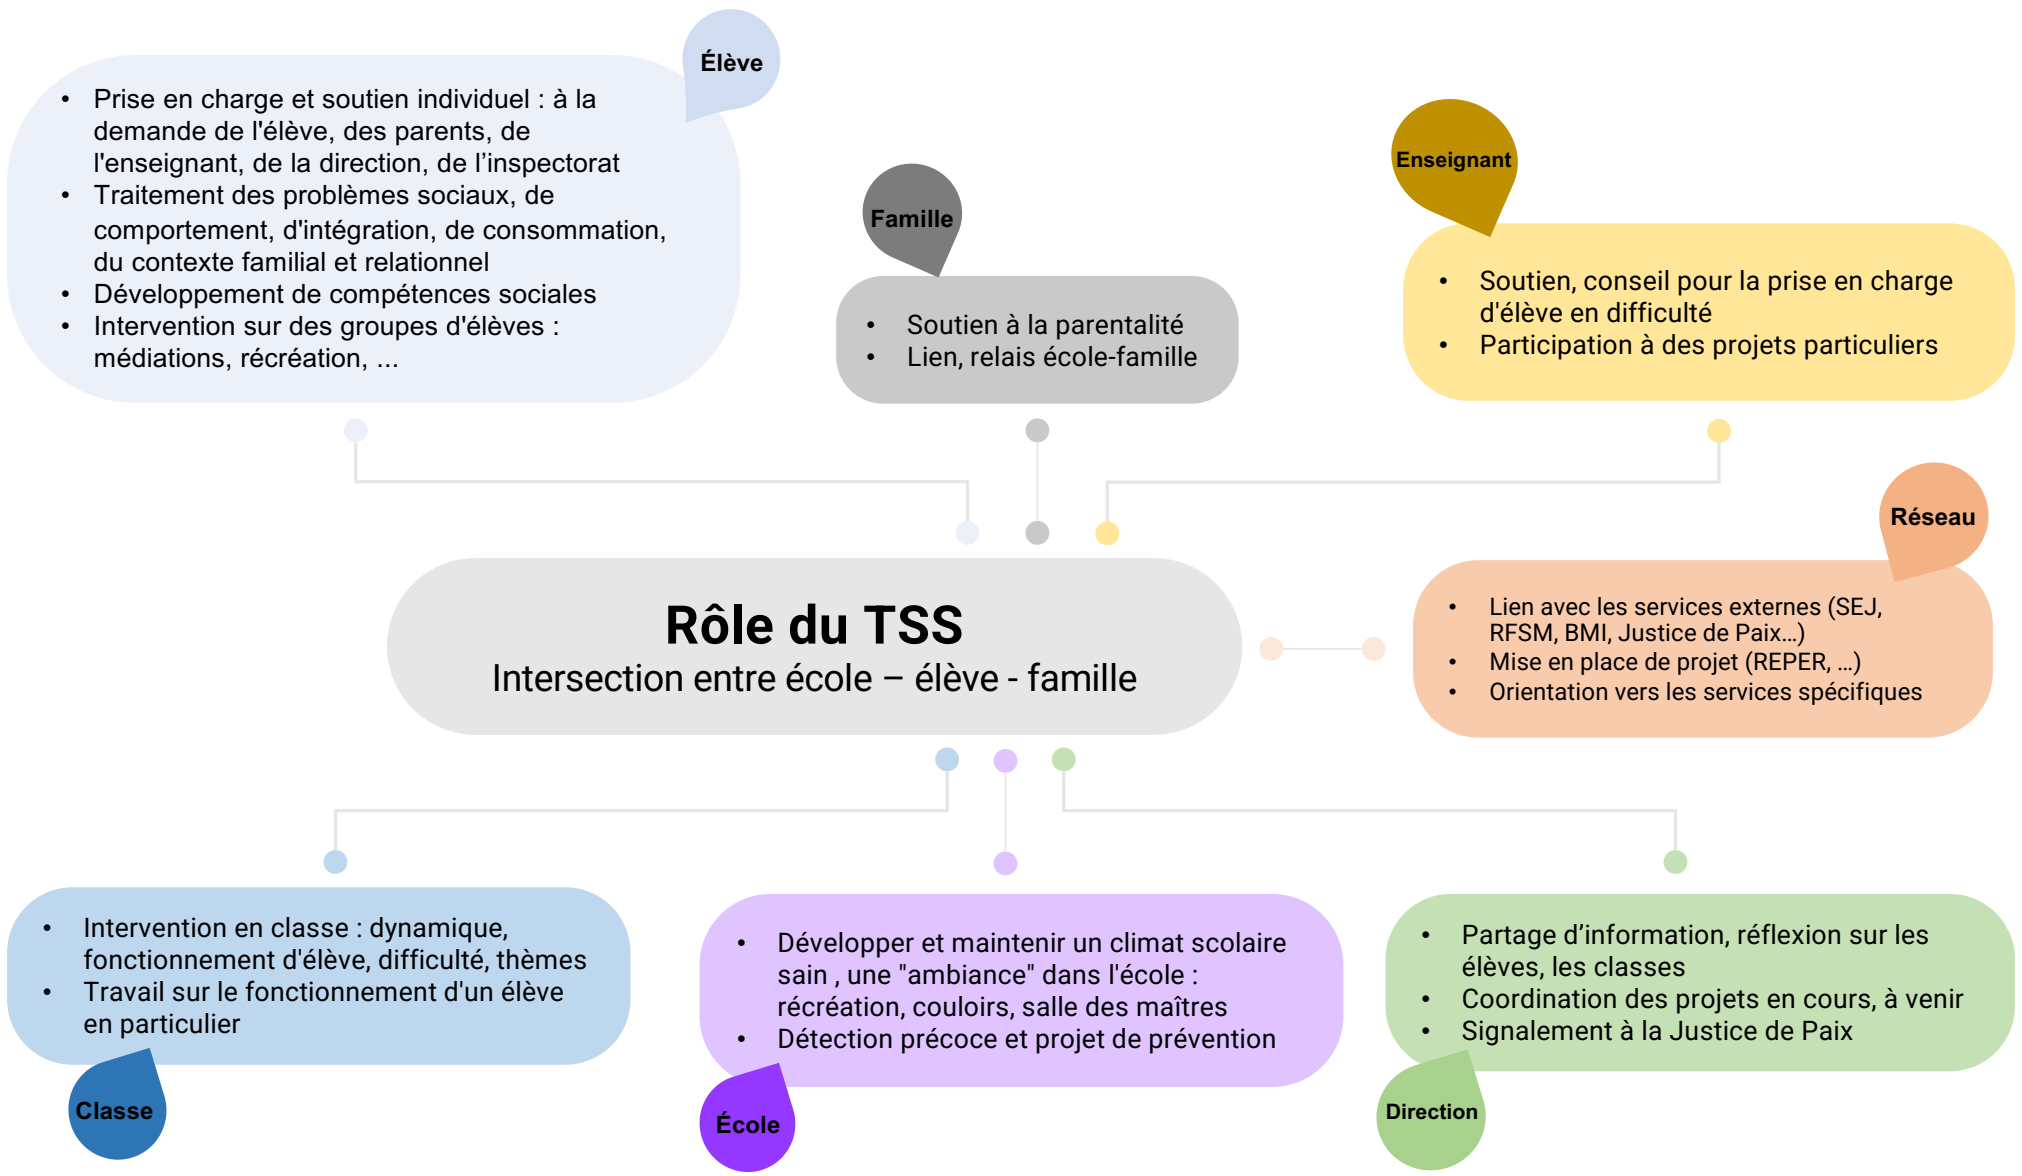 Élève
• Prise en charge et soutien individuel : à la
demande de l'élève, des parents, de
l'enseignant, de la direction, de l’inspectorat
• Traitement des problèmes sociaux, de
comportement, d'intégration, de consommation,
du contexte familial et relationnel
• Développement de compétences sociales
• Intervention sur des groupes d'élèves :
médiations, récréation, ...
Famille
• Soutien à la parentalité
• Lien, relais école-famille
Enseignant
• Soutien, conseil pour la prise en charge
d'élève en difficulté
• Participation à des projets particuliers
Rôle du TSS
Intersection entre école – élève - famille
Réseau
• Lien avec les services externes (SEJ,
RFSM, BMI, Justice de Paix…)
• Mise en place de projet (REPER, …)
• Orientation vers les services spécifiques
• Intervention en classe : dynamique,
fonctionnement d'élève, difficulté, thèmes
• Travail sur le fonctionnement d'un élève
en particulier
Classe
• Développer et maintenir un climat scolaire
sain , une "ambiance" dans l'école :
récréation, couloirs, salle des maîtres
• Détection précoce et projet de prévention
École
• Partage d’information, réflexion sur les
élèves, les classes
• Coordination des projets en cours, à venir
• Signalement à la Justice de Paix
Direction